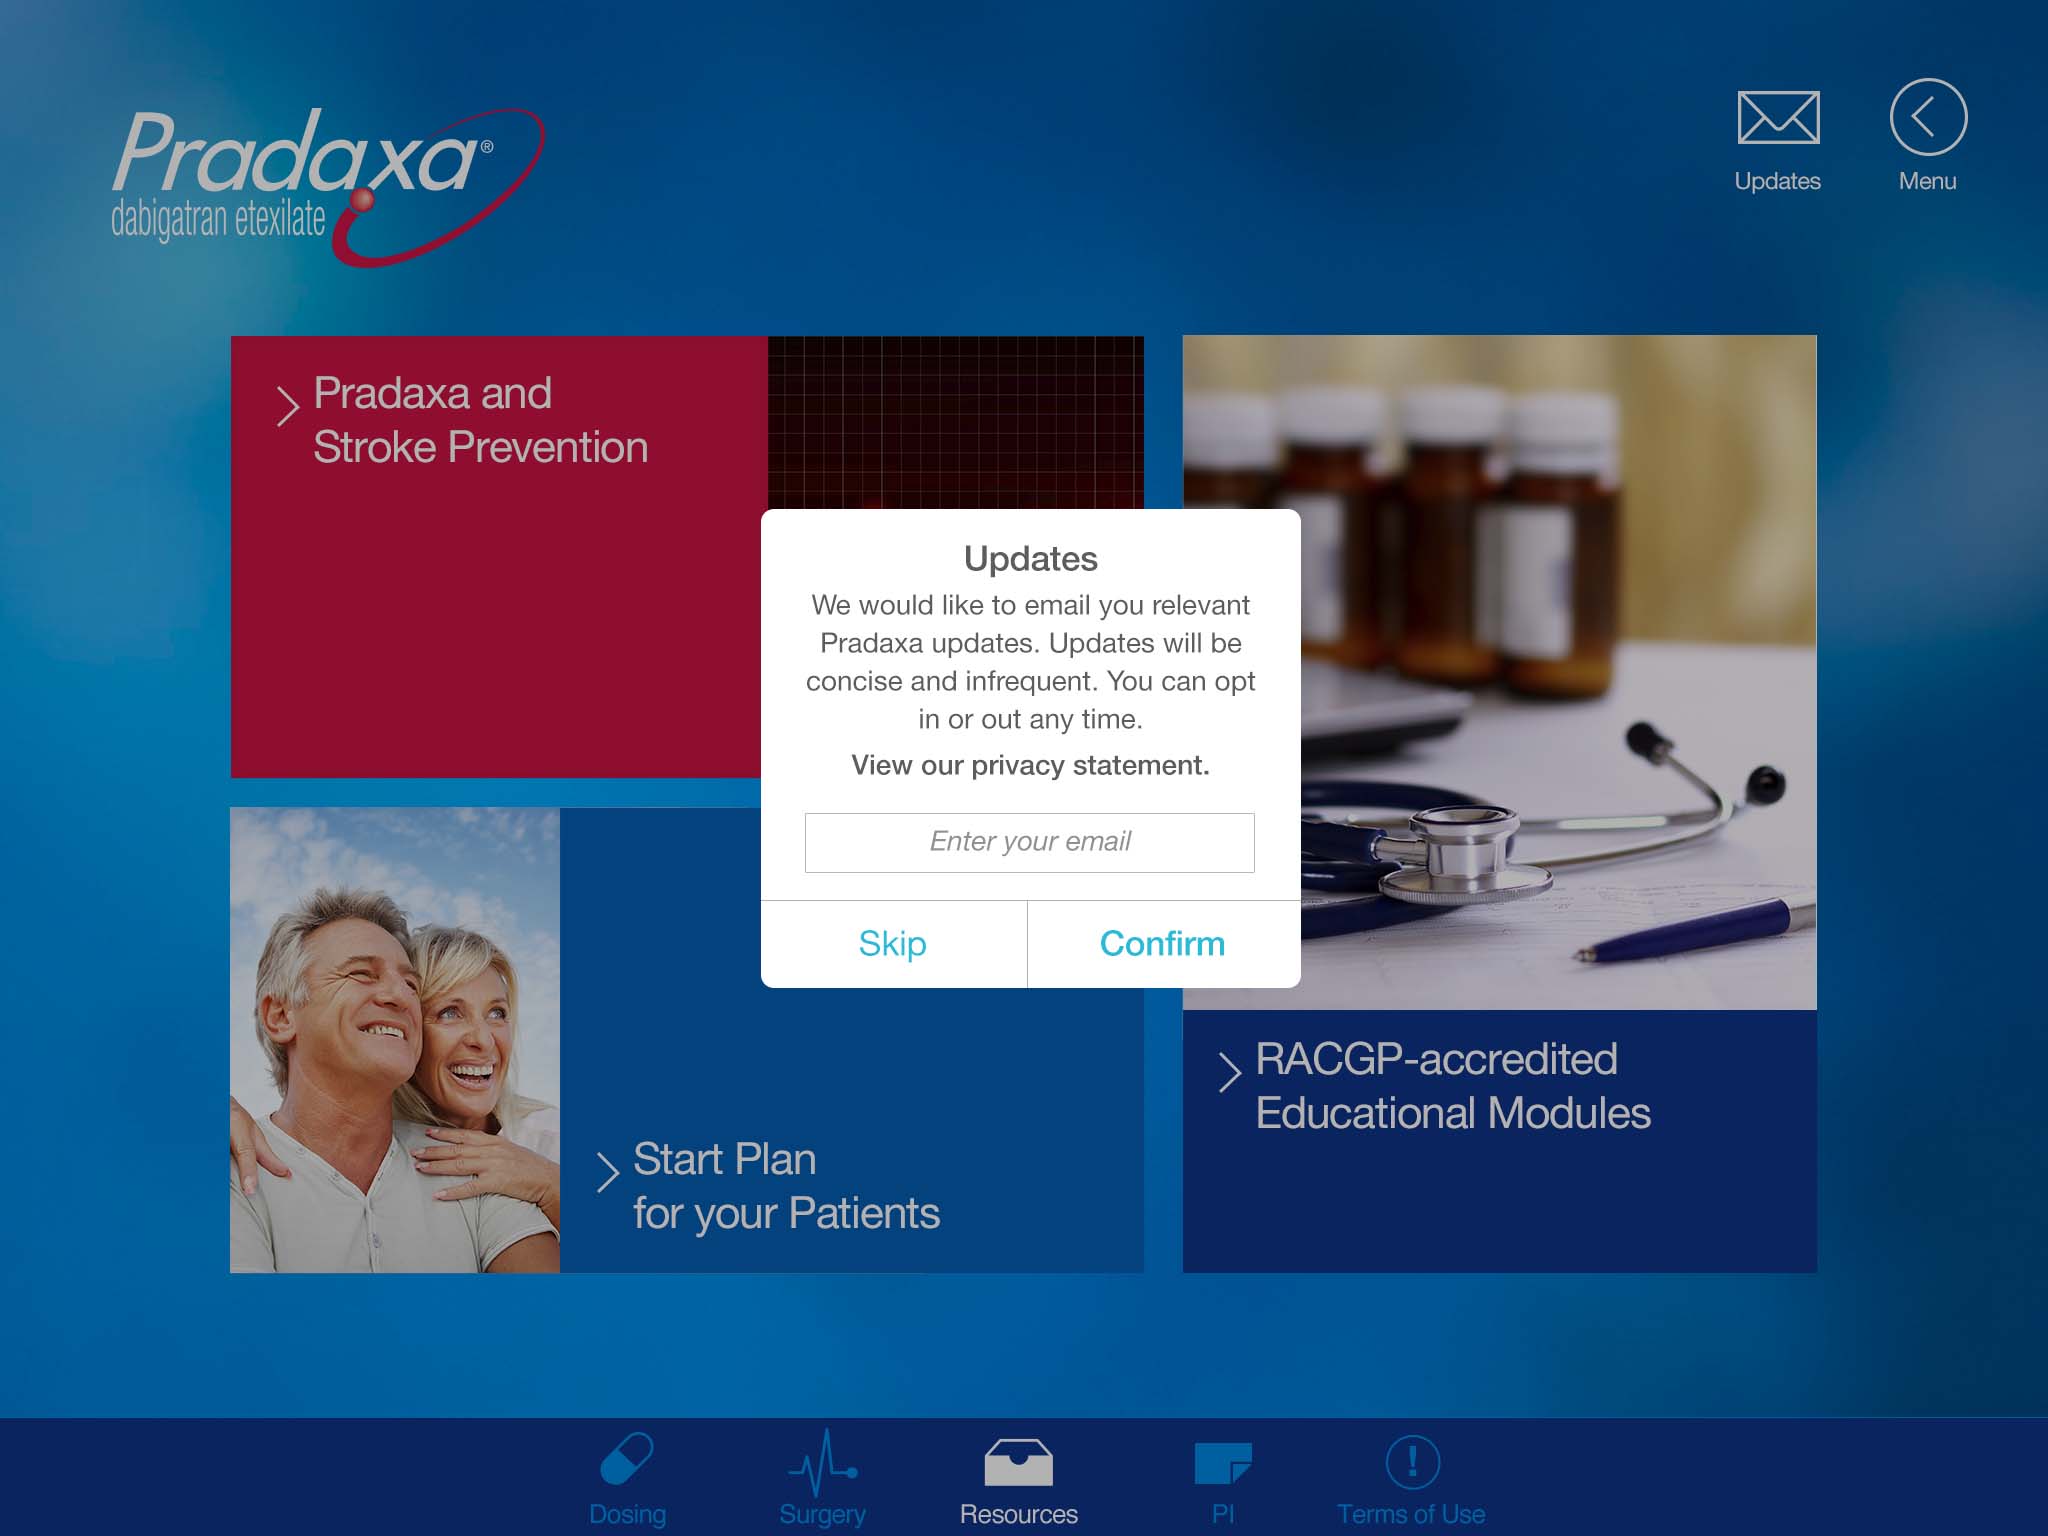 Pradaxa®
dabigatran etexilate
Updates
Menu
Pradaxa and
Stroke Prevention
Updates
We would like to email you relevant
Pradaxa updates. Updates will be
concise and infrequent. You can opt
in or out any time.
View our privacy statement.
Enter your email
Skip
Confirm
Start Plan
for your Patients
RACGP-accredited
Educational Modules
Dosing
Surgery
Resources
PI
Terms of Use